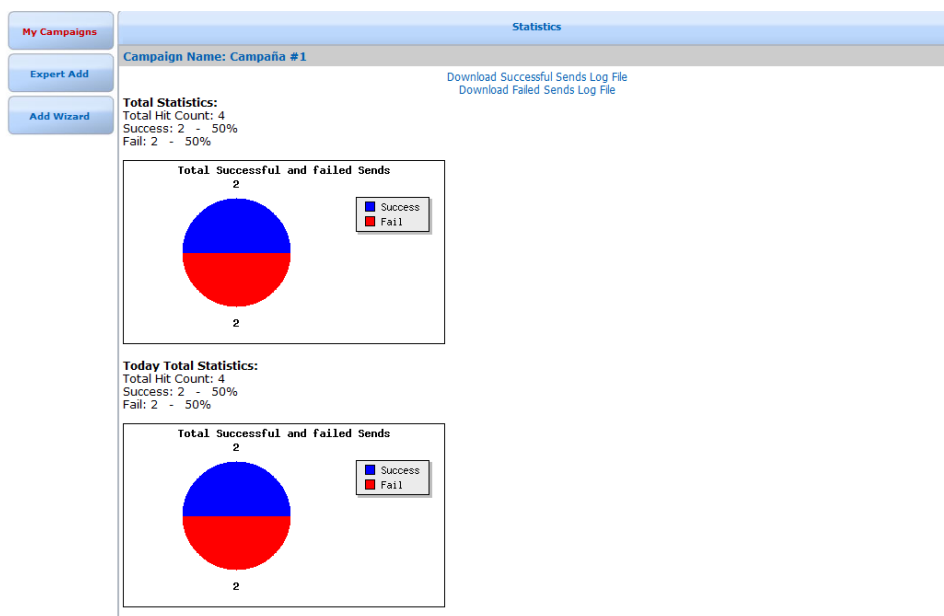 My Campaigns
Expert Add
Add Wizard
Statistics
Campaign Name: Campaña #1
Download Successful Sends Log File
Download Failed Sends Log File
Total Statistics:
Total Hit Count: 4
Success: 2 - 50%
Fail: 2 - 50%
Total Successful and failed Sends
2
Success
Fail
2
Today Total Statistics:
Total Hit Count: 4
Success: 2 - 50%
Fail: 2 - 50%
Total Successful and failed Sends
2
Success
Fail
2